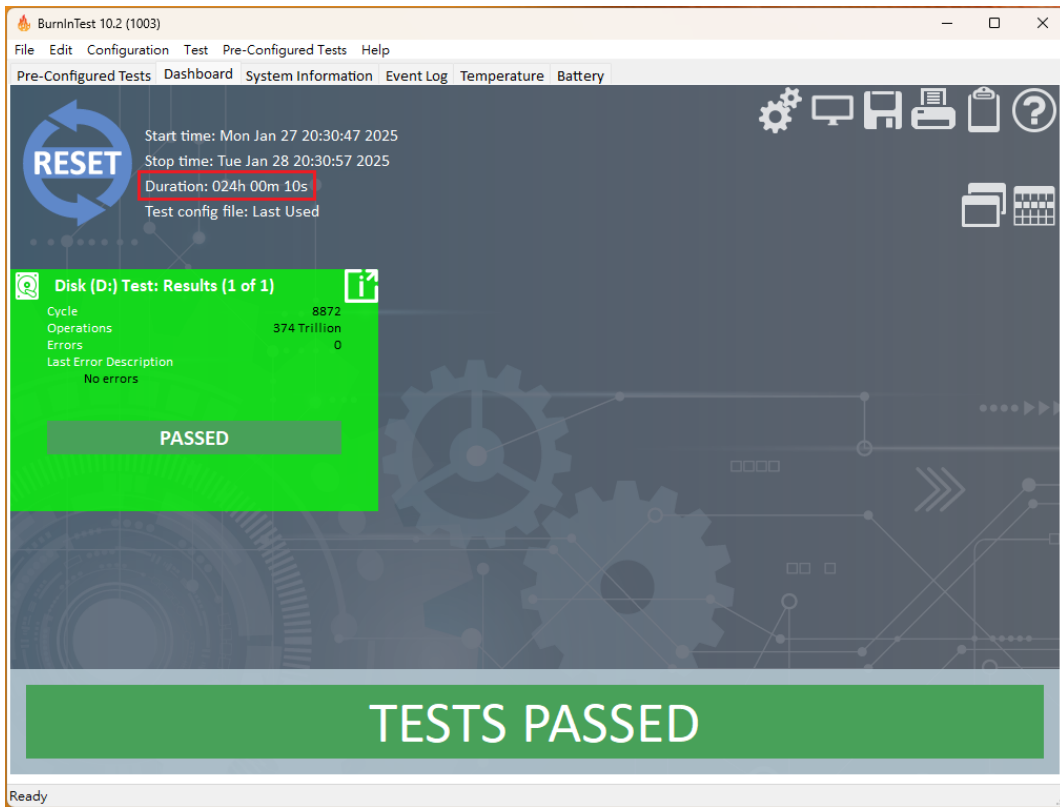 BurnInTest 10.2 (1003)
File Edit Configuration Test Pre-Configured Tests Help
Pre-Configured Tests Dashboard System Information Event Log Temperature Battery
RESET
Start time: Mon Jan 27 20:30:47 2025
Stop time: Tue Jan 28 20:30:57 2025
Duration: 024h 00m 10s
Test config file: Last Used
Disk (D:) Test: Results (1 of 1)
Cycle 8872
Operations 374 Trillion
Errors 0
Last Error Description
No errors
PASSED
TESTS PASSED
Ready